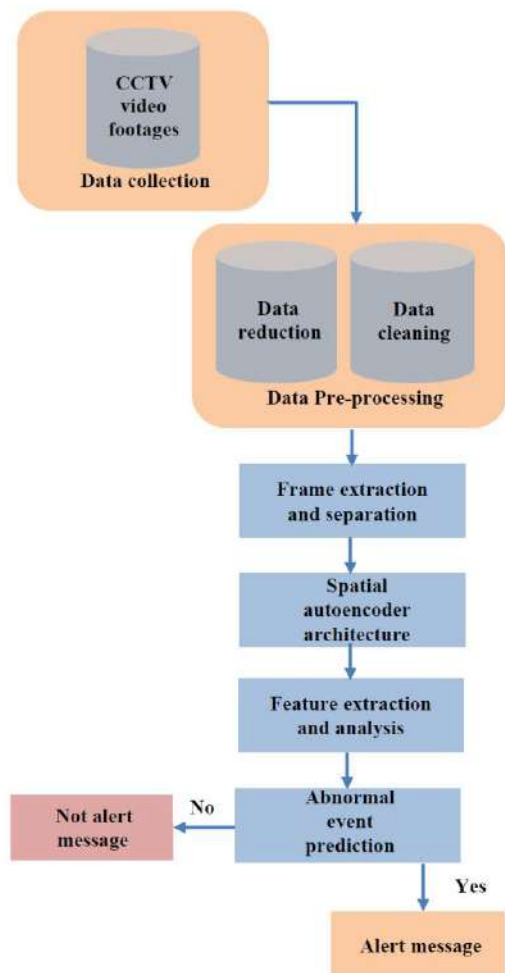 CCTV
video
footages
Data collection
Data
reduction
Data
cleaning
Data Pre-processing
Frame extraction
and separation
Spatial
autoencoder
architecture
Feature extraction
and analysis
Abnormal
event
prediction
No
Not alert
message
Yes
Alert message